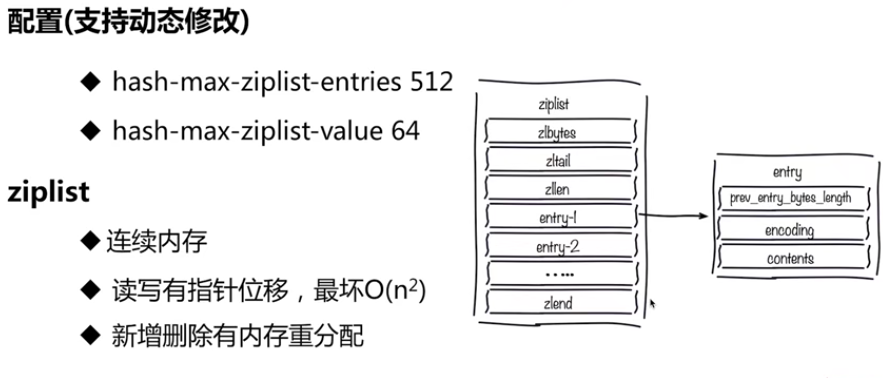 配置(支持动态修改)
◆ hash-max-ziplist-entries 512
◆ hash-max-ziplist-value 64
ziplist
◆连续内存
◆ 读写有指针位移，最坏O(n²)
◆ 新增删除有内存重分配
ziplist
zlbytes
zltail
zllen
entry-1
entry-2
.....
zlend
entry
prev_entry_bytes_length
encoding
contents